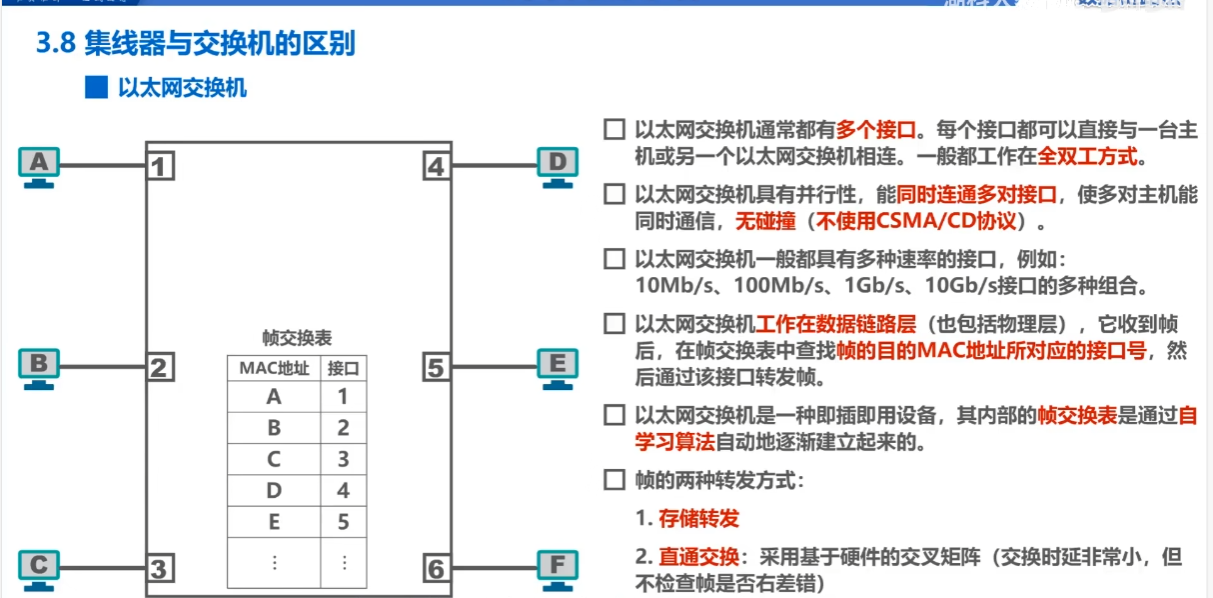 3.8 集线器与交换机的区别
以太网交换机
A
1
4
D
B
2
5
E
C
3
6
F
帧交换表
MAC地址 接口
A 1
B 2
C 3
D 4
E 5
⋮ ⋮
以太网交换机通常都有多个接口。每个接口都可以直接与一台主
机或另一个以太网交换机相连。一般都工作在全双工方式。
以太网交换机具有并行性，能同时连通多对接口，使多对主机能
同时通信，无碰撞（不使用CSMA/CD协议）。
以太网交换机一般都具有多种速率的接口，例如：
10Mb/s、100Mb/s、1Gb/s、10Gb/s接口的多种组合。
以太网交换机工作在数据链路层（也包括物理层），它收到帧
后，在帧交换表中查找帧的目的MAC地址所对应的接口号，然
后通过该接口转发帧。
以太网交换机是一种即插即用设备，其内部的帧交换表是通过自
学习算法自动地逐渐建立起来的。
帧的两种转发方式：
1. 存储转发
2. 直通交换：采用基于硬件的交叉矩阵（交换时延非常小，但
不检查帧是否右差错）